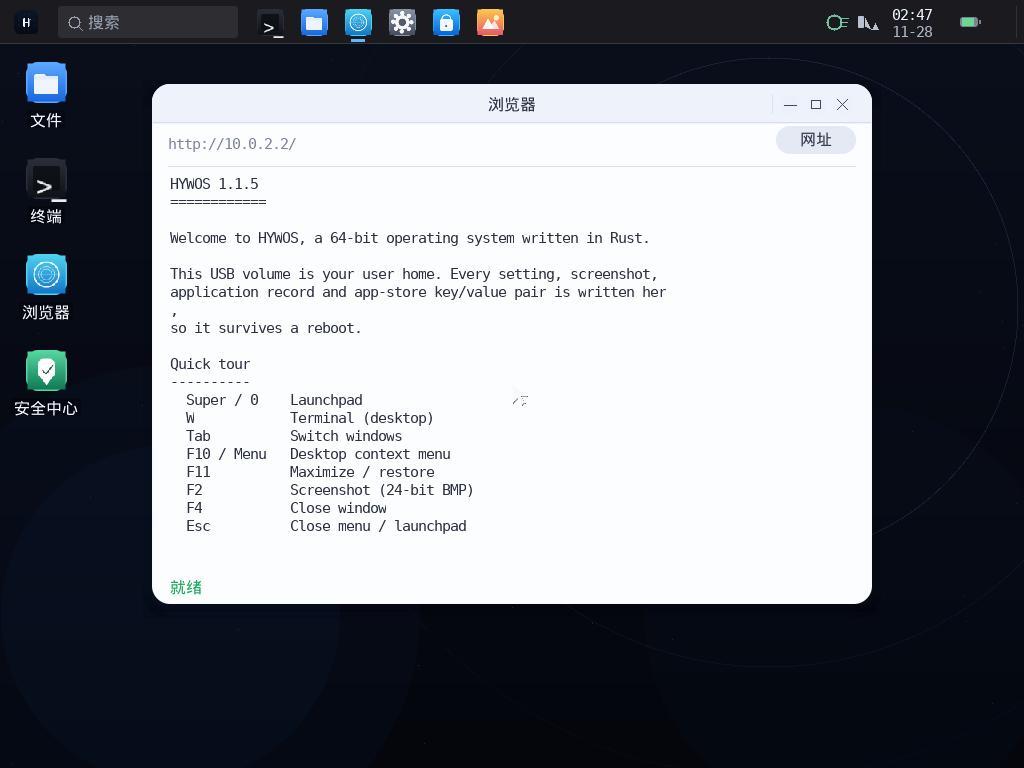 H
搜索
02:47
11-28
文件
终端
浏览器
安全中心
浏览器
http://10.0.2.2/
网址
HYWOS 1.1.5
============
Welcome to HYWOS, a 64-bit operating system written in Rust.
This USB volume is your user home. Every setting, screenshot,
application record and app-store key/value pair is written her
,
so it survives a reboot.
Quick tour
----------
Super / 0 Launchpad
W Terminal (desktop)
Tab Switch windows
F10 / Menu Desktop context menu
F11 Maximize / restore
F2 Screenshot (24-bit BMP)
F4 Close window
Esc Close menu / launchpad
就绪